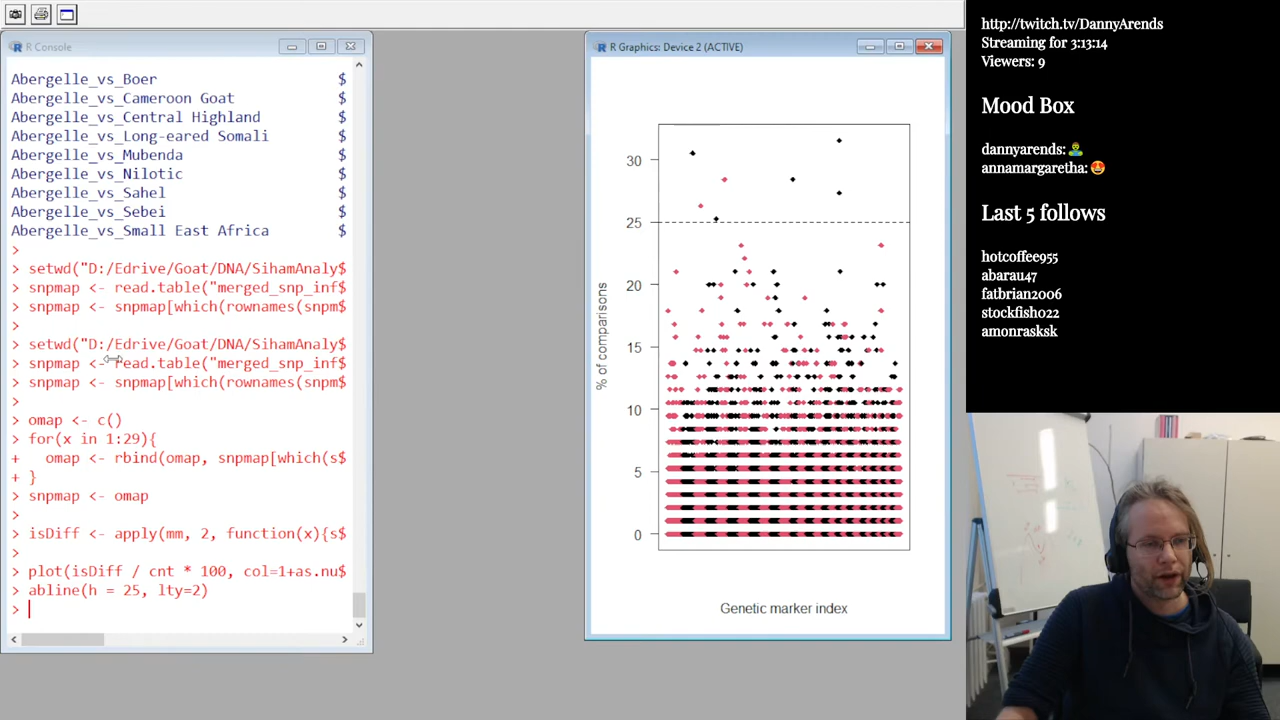 R Console
Abergelle_vs_Boer $
Abergelle_vs_Cameroon Goat $
Abergelle_vs_Central Highland $
Abergelle_vs_Long-eared Somali $
Abergelle_vs_Mubenda $
Abergelle_vs_Nilotic $
Abergelle_vs_Sahel $
Abergelle_vs_Sebei $
Abergelle_vs_Small East Africa $
>
> setwd("D:/Edrive/Goat/DNA/SihamAnaly$
> snpmap <- read.table("merged_snp_inf$
> snpmap <- snpmap[which(rownames(snpm$
>
> setwd("D:/Edrive/Goat/DNA/SihamAnaly$
> snpmap <- read.table("merged_snp_inf$
> snpmap <- snpmap[which(rownames(snpm$
>
> omap <- c()
> for(x in 1:29){
+   omap <- rbind(omap, snpmap[which(s$
+ }
> snpmap <- omap
>
> isDiff <- apply(mm, 2, function(x){s$
>
> plot(isDiff / cnt * 100, col=1+as.nu$
> abline(h = 25, lty=2)
>
R Graphics: Device 2 (ACTIVE)
30
25
20
15
10
5
0
% of comparisons
Genetic marker index
http://twitch.tv/DannyArends
Streaming for 3:13:14
Viewers: 9
Mood Box
dannyarends: 🧟‍♂️
annamargaretha: 😍
Last 5 follows
hotcoffee955
abarau47
fatbrian2006
stockfish022
amonrasksk